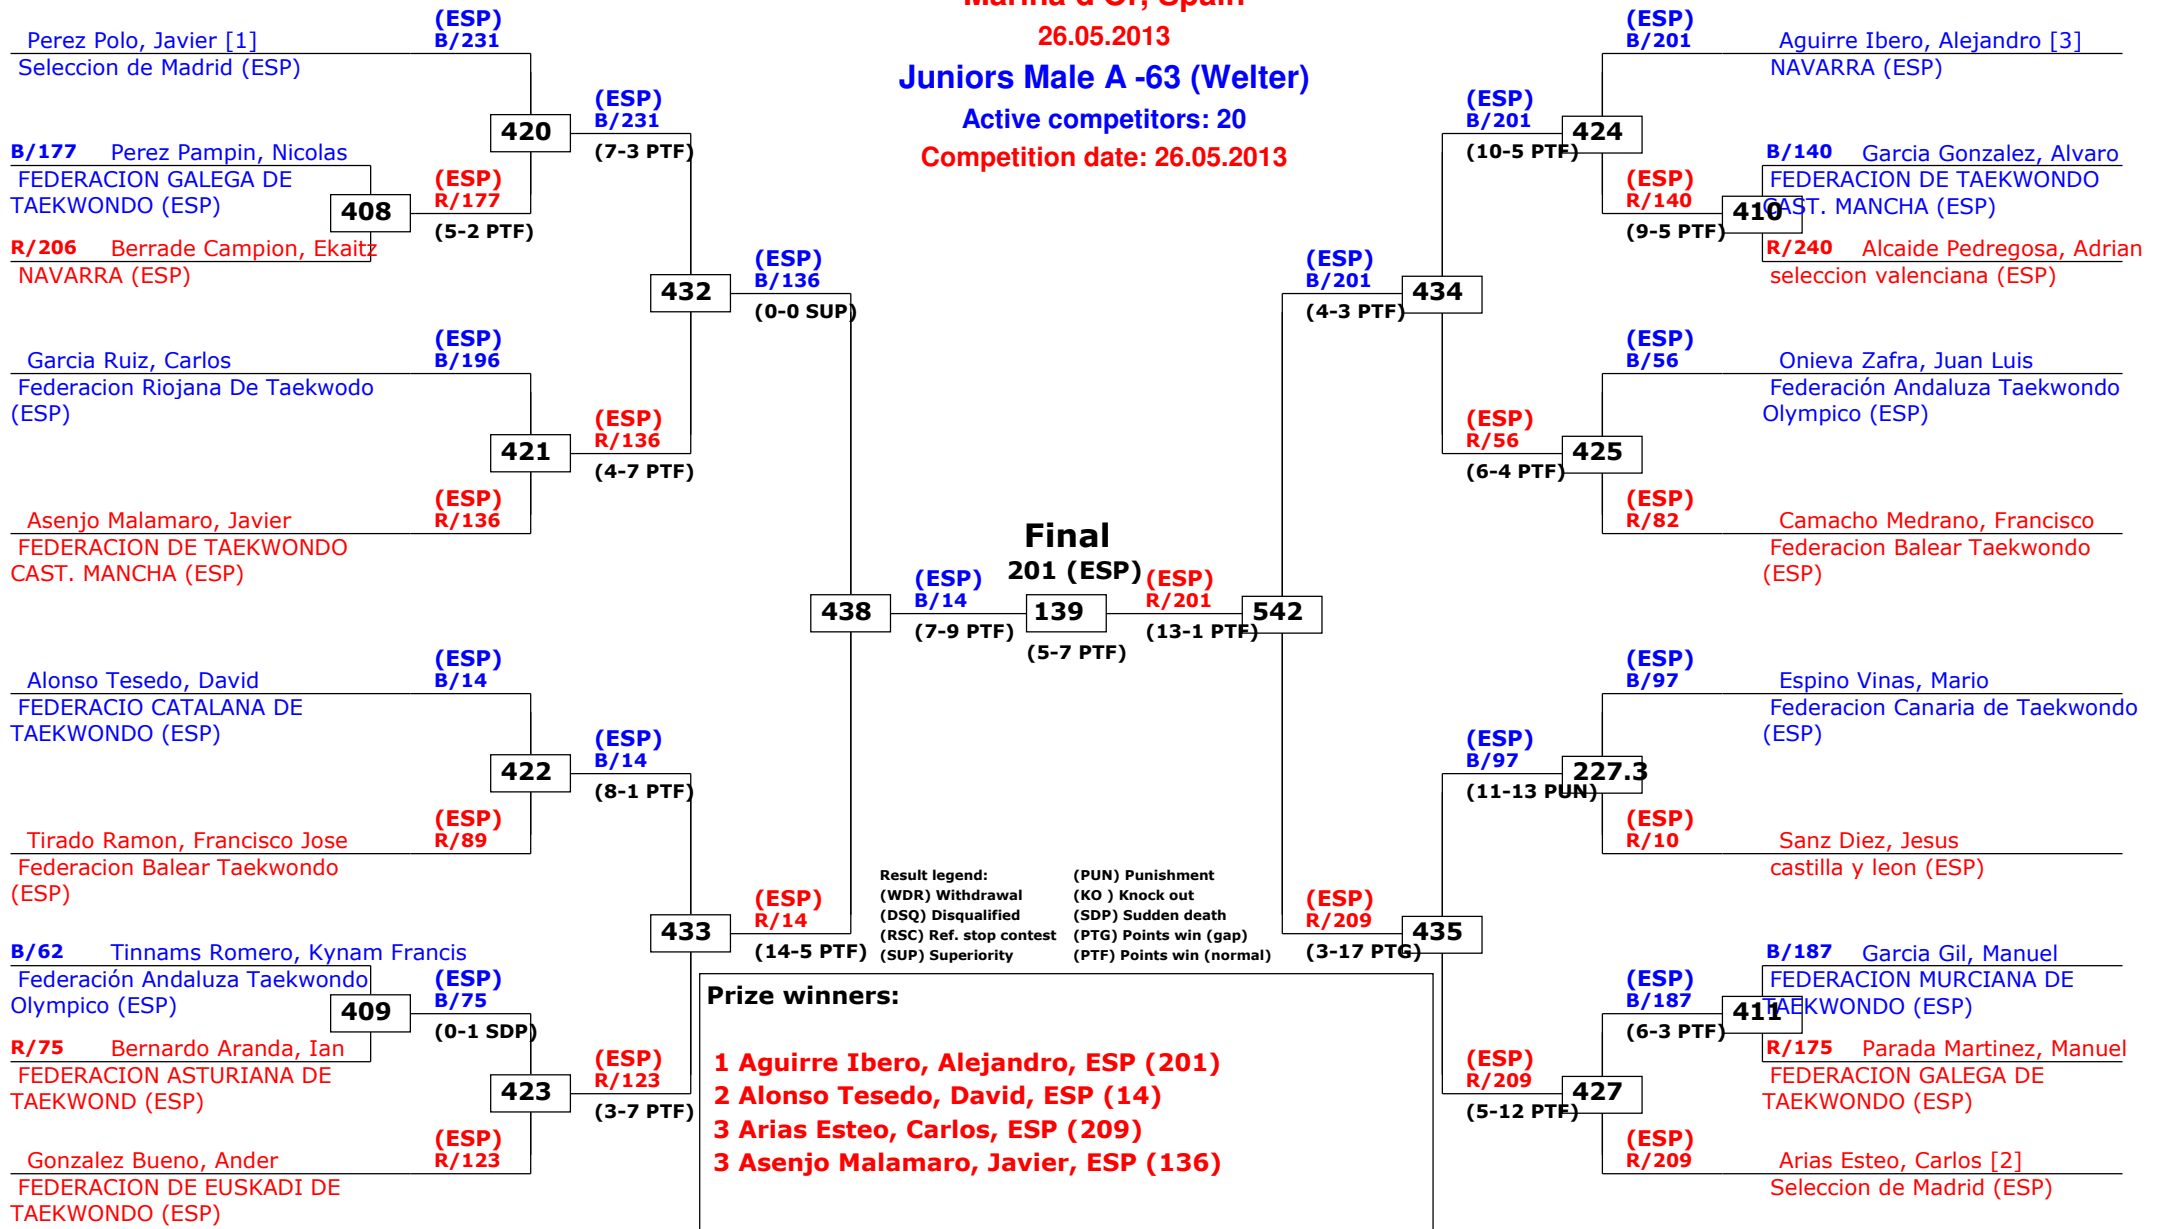 Marina d'Or, Spain
26.05.2013
Juniors Male A -63 (Welter)
Active competitors: 20
Competition date: 26.05.2013
(ESP)
Perez Polo, Javier [1] B/231
Seleccion de Madrid (ESP)
(ESP)
B/231
420
(7-3 PTF)
B/177 Perez Pampin, Nicolas
FEDERACION GALEGA DE
TAEKWONDO (ESP)
(ESP)
R/177
408
(5-2 PTF)
R/206 Berrade Campion, Ekaitz
NAVARRA (ESP)
(ESP)
B/136
432
(0-0 SUP)
(ESP)
Garcia Ruiz, Carlos B/196
Federacion Riojana De Taekwodo
(ESP)
(ESP)
R/136
421
(4-7 PTF)
(ESP)
Asenjo Malamaro, Javier R/136
FEDERACION DE TAEKWONDO
CAST. MANCHA (ESP)
438
(ESP)
B/14
(7-9 PTF)
Final
201 (ESP)
139
(5-7 PTF)
(ESP)
R/201
(13-1 PTF)
542
(ESP)
Alonso Tesedo, David B/14
FEDERACIO CATALANA DE
TAEKWONDO (ESP)
(ESP)
B/14
422
(8-1 PTF)
(ESP)
Tirado Ramon, Francisco Jose R/89
Federacion Balear Taekwondo
(ESP)
(ESP)
R/14
433
(14-5 PTF)
B/62 Tinnams Romero, Kynam Francis
Federación Andaluza Taekwondo
Olympico (ESP)
(ESP)
B/75
409
(0-1 SDP)
R/75 Bernardo Aranda, Ian
FEDERACION ASTURIANA DE
TAEKWOND (ESP)
(ESP)
R/123
423
(3-7 PTF)
(ESP)
Gonzalez Bueno, Ander R/123
FEDERACION DE EUSKADI DE
TAEKWONDO (ESP)
(ESP)
B/201 Aguirre Ibero, Alejandro [3]
NAVARRA (ESP)
(ESP)
B/201
424
(10-5 PTF)
B/140 Garcia Gonzalez, Alvaro
FEDERACION DE TAEKWONDO
CAST. MANCHA (ESP)
(ESP)
R/140
410
(9-5 PTF)
R/240 Alcaide Pedregosa, Adrian
seleccion valenciana (ESP)
(ESP)
B/201
434
(4-3 PTF)
(ESP)
B/56 Onieva Zafra, Juan Luis
Federación Andaluza Taekwondo
Olympico (ESP)
(ESP)
R/56
425
(6-4 PTF)
(ESP)
R/82 Camacho Medrano, Francisco
Federacion Balear Taekwondo
(ESP)
(ESP)
B/97 Espino Vinas, Mario
Federacion Canaria de Taekwondo
(ESP)
(ESP)
B/97
227.3
(11-13 PUN)
(ESP)
R/10 Sanz Diez, Jesus
castilla y leon (ESP)
(ESP)
R/209
435
(3-17 PTG)
B/187 Garcia Gil, Manuel
FEDERACION MURCIANA DE
TAEKWONDO (ESP)
(ESP)
B/187
411
(6-3 PTF)
R/175 Parada Martinez, Manuel
FEDERACION GALEGA DE
TAEKWONDO (ESP)
(ESP)
R/209
427
(5-12 PTF)
(ESP)
R/209 Arias Esteo, Carlos [2]
Seleccion de Madrid (ESP)
Result legend: (PUN) Punishment
(WDR) Withdrawal (KO ) Knock out
(DSQ) Disqualified (SDP) Sudden death
(RSC) Ref. stop contest (PTG) Points win (gap)
(SUP) Superiority (PTF) Points win (normal)
Prize winners:
1 Aguirre Ibero, Alejandro, ESP (201)
2 Alonso Tesedo, David, ESP (14)
3 Arias Esteo, Carlos, ESP (209)
3 Asenjo Malamaro, Javier, ESP (136)